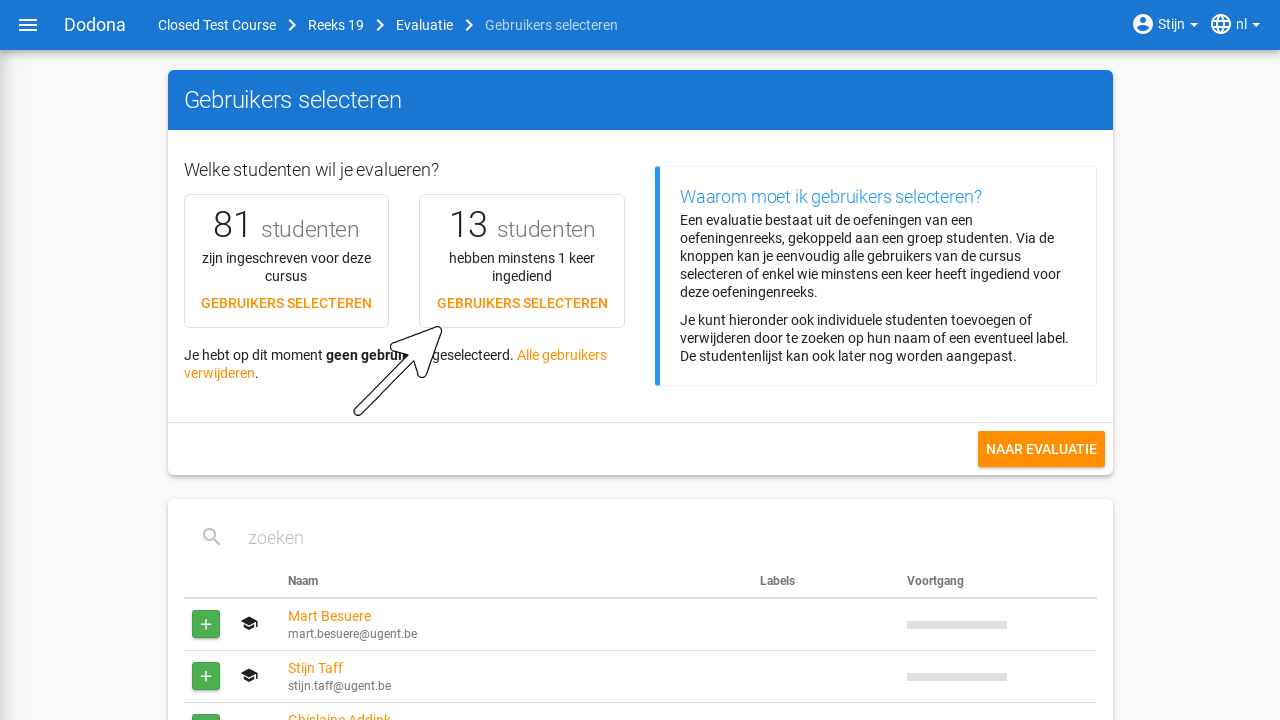 Dodona
Closed Test Course
Reeks 19
Evaluatie
Gebruikers selecteren
Stijn
nl
Gebruikers selecteren
Welke studenten wil je evalueren?
81 studenten
zijn ingeschreven voor deze
cursus
GEBRUIKERS SELECTEREN
13 studenten
hebben minstens 1 keer
ingediend
GEBRUIKERS SELECTEREN
Je hebt op dit moment geen geselecteerd. Alle gebruikers
verwijderen.
Waarom moet ik gebruikers selecteren?
Een evaluatie bestaat uit de oefeningen van een
oefeningenreeks, gekoppeld aan een groep studenten. Via de
knoppen kan je eenvoudig alle gebruikers van de cursus
selecteren of enkel wie minstens een keer heeft ingediend voor
deze oefeningenreeks.
Je kunt hieronder ook individuele studenten toevoegen of
verwijderen door te zoeken op hun naam of een eventueel label.
De studentenlijst kan ook later nog worden aangepast.
NAAR EVALUATIE
zoeken
Naam Labels Voortgang
Mart Besuere
mart.besuere@ugent.be
Stijn Taff
stijn.taff@ugent.be
Ghislaine Addink